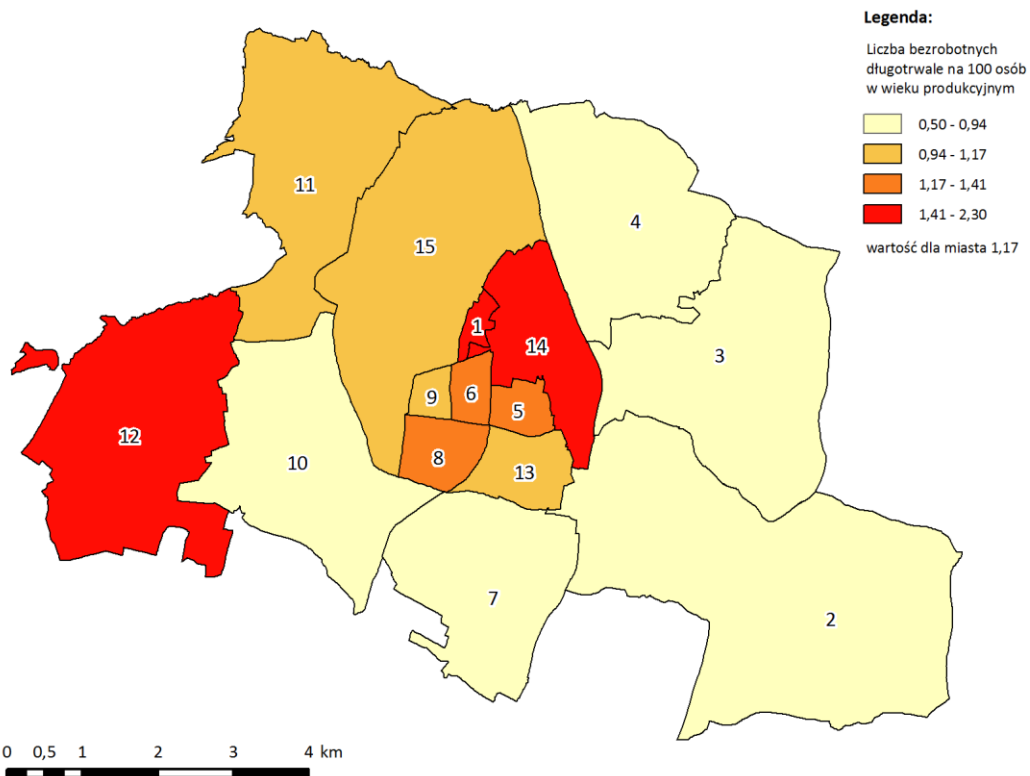 Legenda:
Liczba bezrobotnych
długotrwale na 100 osób
w wieku produkcyjnym
0,50 - 0,94
0,94 - 1,17
1,17 - 1,41
1,41 - 2,30
wartość dla miasta 1,17
11
4
15
1
14
3
9
6
5
12
8
10
13
7
2
0 0,5 1 2 3 4 km